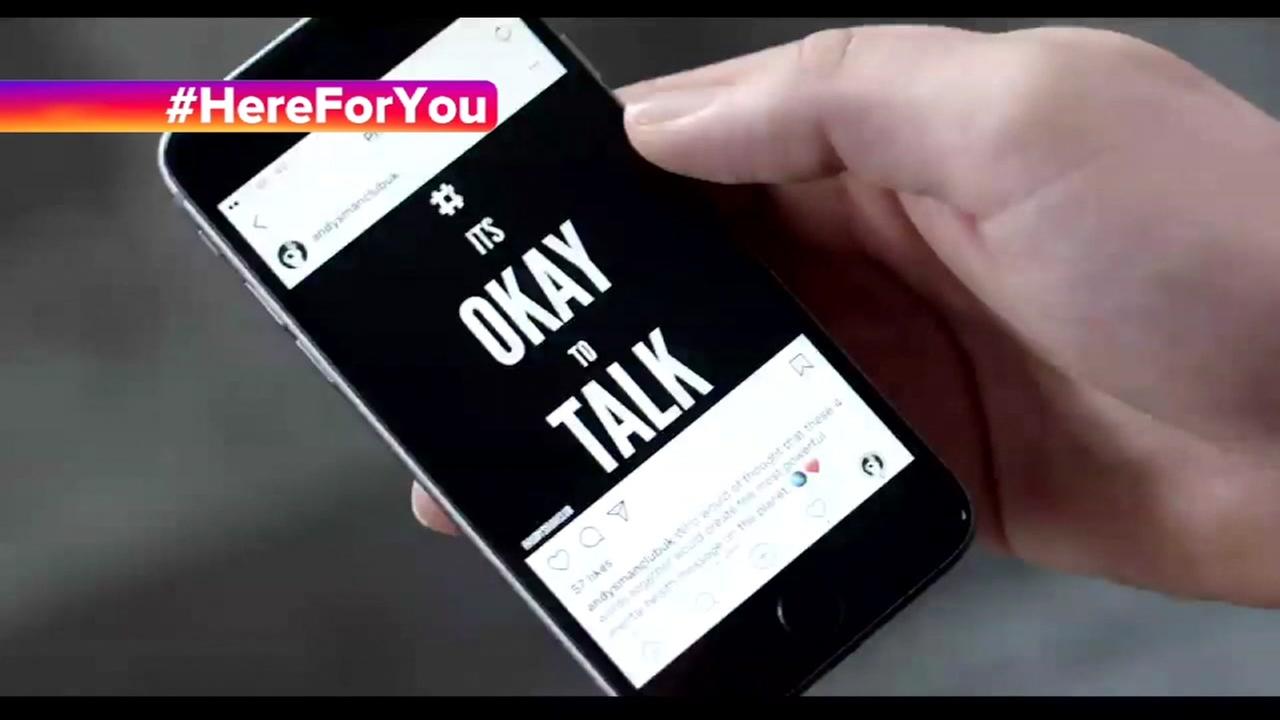 #HereForYou
andysmanclubuk
#
ITS
OKAY
TO
TALK
57 likes
andysmanclubuk Who would of thought that these 4
words together would create the most powerful
mental health message on the planet